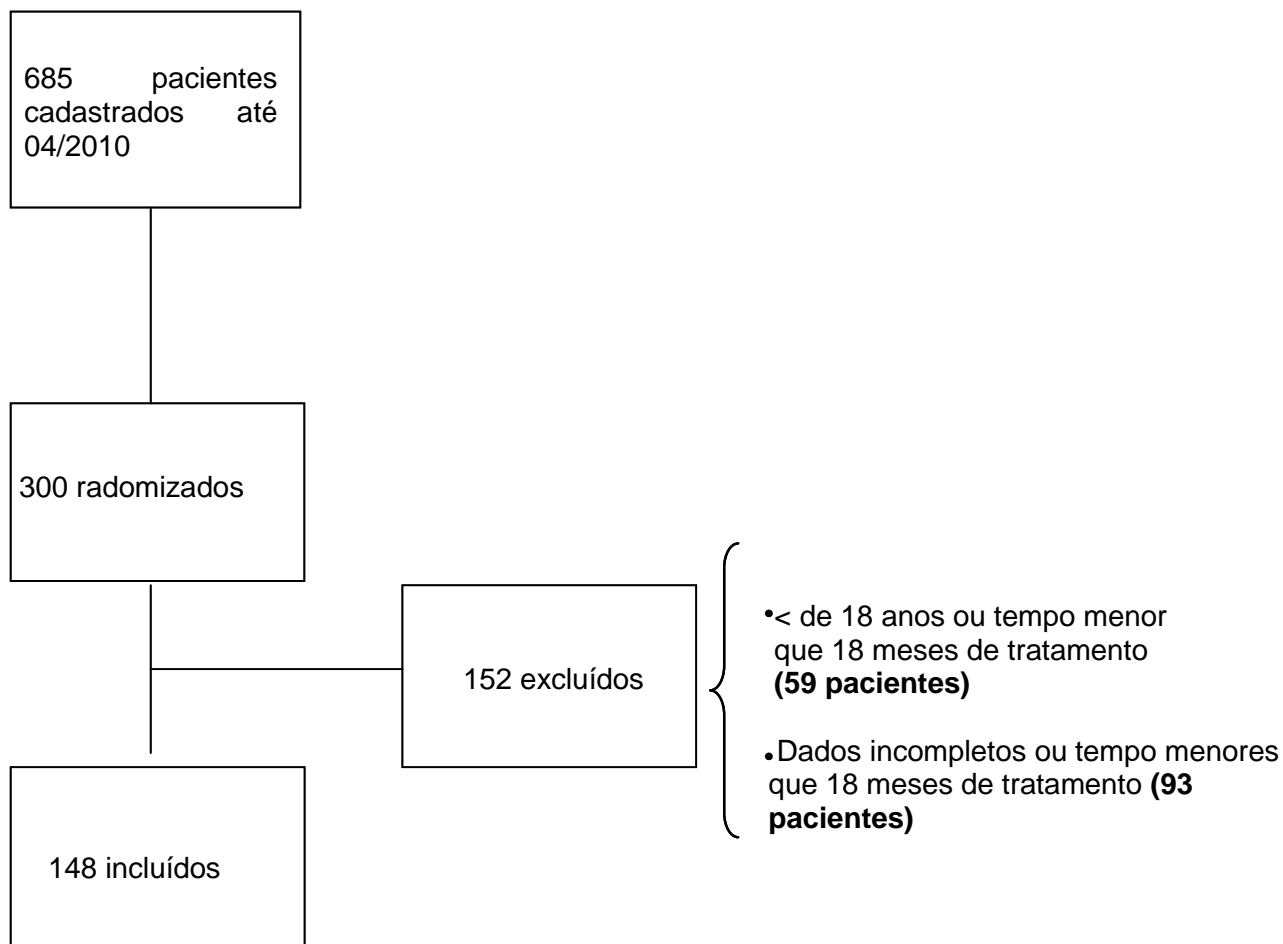 685 pacientes
cadastrados até
04/2010
300 radomizados
152 excluídos
•< de 18 anos ou tempo menor
que 18 meses de tratamento
(59 pacientes)
•Dados incompletos ou tempo menores
que 18 meses de tratamento (93
pacientes)
148 incluídos